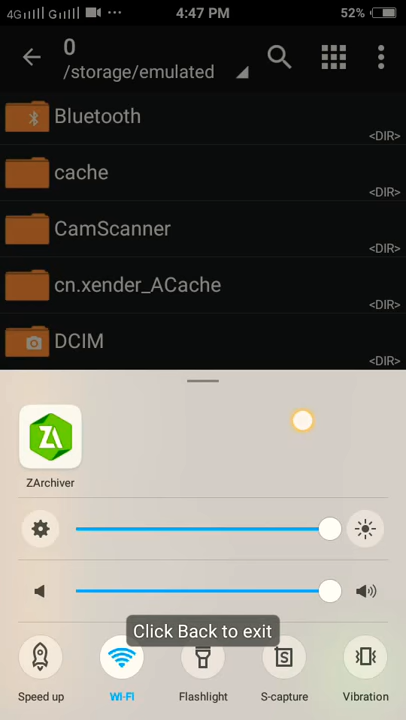 4G G ... 4:47 PM 52%
0
/storage/emulated
Bluetooth
<DIR>
cache
<DIR>
CamScanner
<DIR>
cn.xender_ACache
<DIR>
DCIM
<DIR>
ZA
ZArchiver
Click Back to exit
S
Speed up WI-FI Flashlight S-capture Vibration